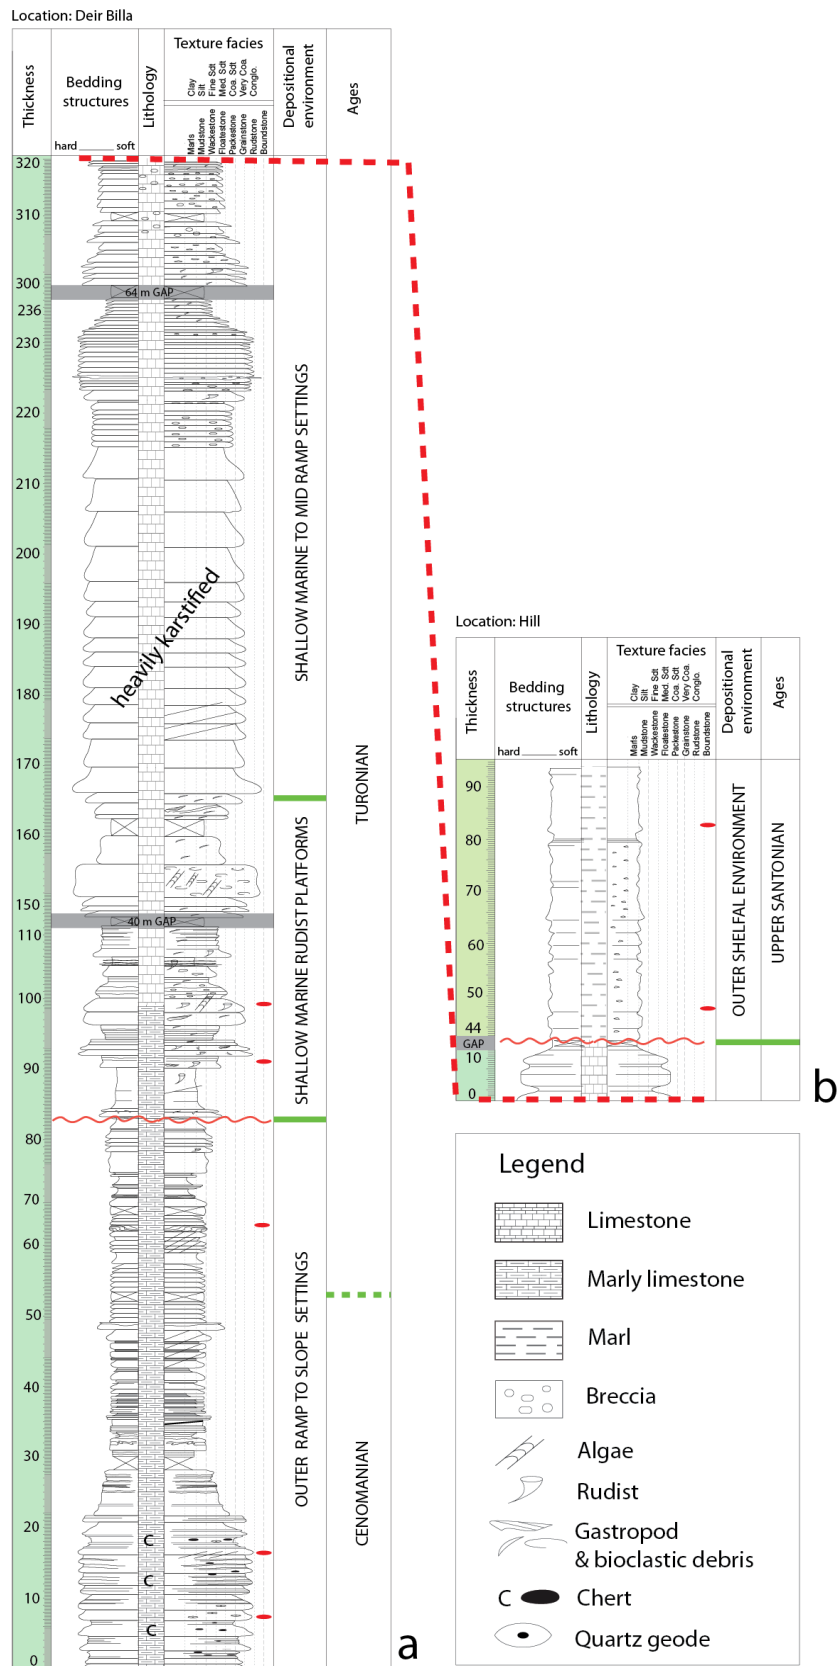 Location: Deir Billa
Thickness
Bedding
structures
hard ______ soft
Lithology
Texture facies
Clay
Silt
Fine Sdt
Med. Sdt
Coa. Sdt
Very Coa.
Conglo.
Marls
Mudstone
Wackestone
Floatestone
Packestone
Grainstone
Rudstone
Boundstone
Depositional
environment
Ages
320
310
300
64 m GAP
236
230
220
210
200
190
180
170
160
150
40 m GAP
110
100
90
80
70
60
50
40
30
20
10
0
heavily karstified
C
C
C
SHALLOW MARINE TO MID RAMP SETTINGS
SHALLOW MARINE RUDIST PLATFORMS
OUTER RAMP TO SLOPE SETTINGS
TURONIAN
CENOMANIAN
a
Location: Hill
Thickness
Bedding
structures
hard ______ soft
Lithology
Texture facies
Clay
Silt
Fine Sdt
Med. Sdt
Coa. Sdt
Very Coa.
Conglo.
Marls
Mudstone
Wackestone
Floatestone
Packestone
Grainstone
Rudstone
Boundstone
Depositional
environment
Ages
90
80
70
60
50
44
GAP
10
0
OUTER SHELFAL ENVIRONMENT
UPPER SANTONIAN
b
Legend
Limestone
Marly limestone
Marl
Breccia
Algae
Rudist
Gastropod
& bioclastic debris
C Chert
Quartz geode